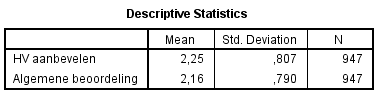 Descriptive Statistics
Mean Std. Deviation N
HV aanbevelen 2,25 ,807 947
Algemene beoordeling 2,16 ,790 947